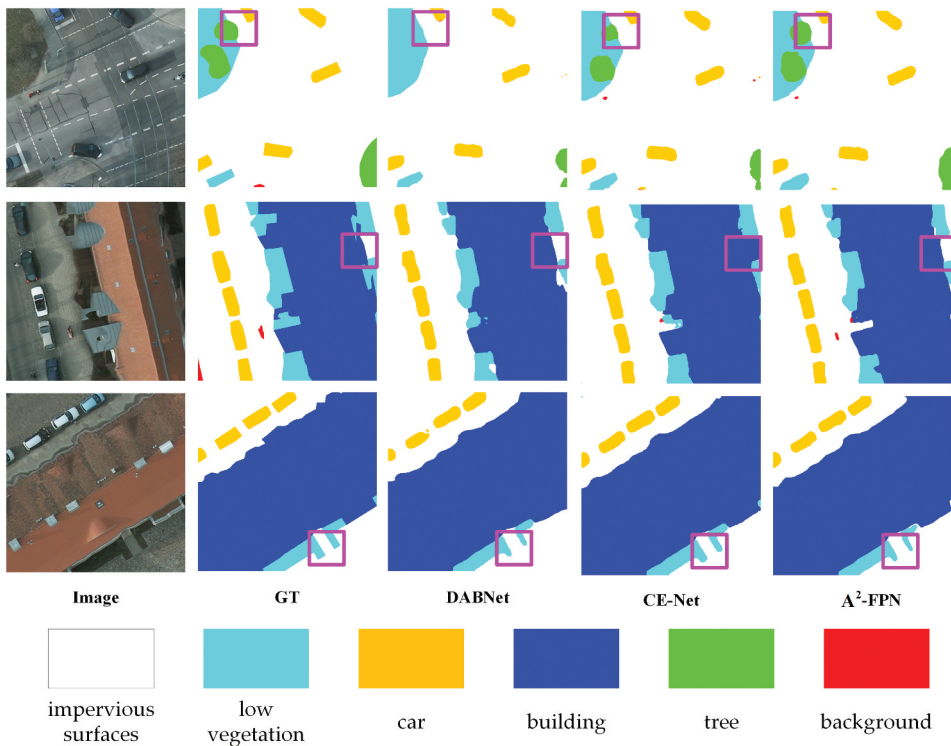 Image GT DABNet CE-Net A²-FPN
impervious surfaces
low vegetation
car
building
tree
background